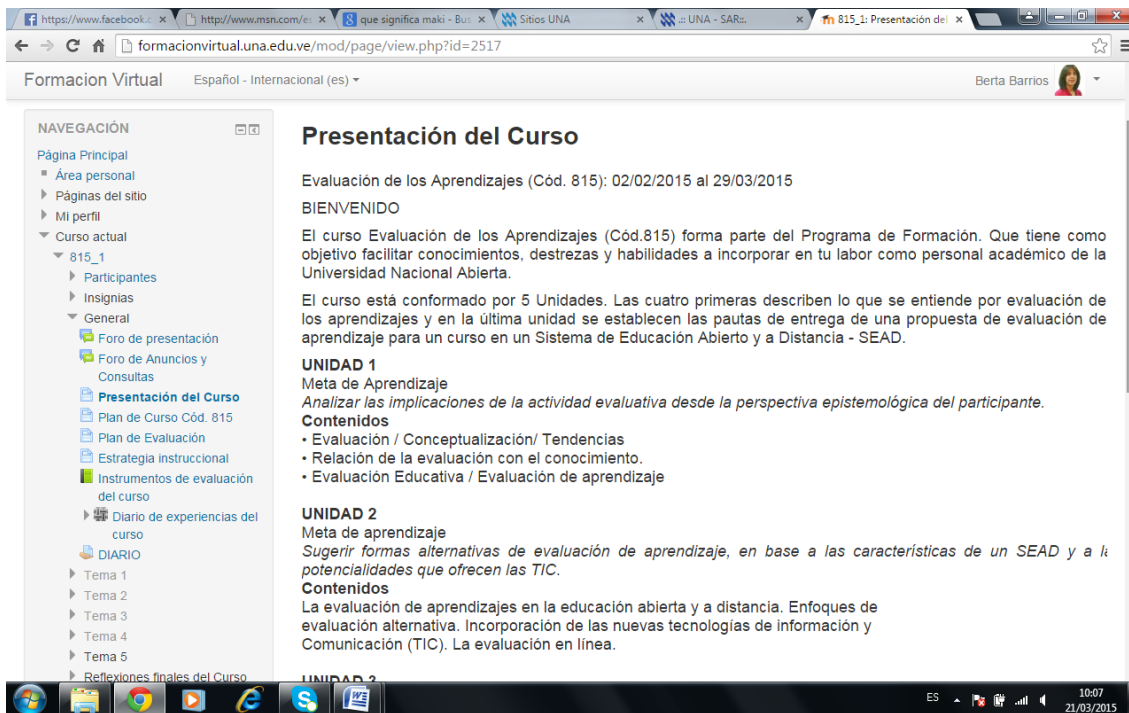 https://www.facebook.c
http://www.msn.com/es
que significa maki - Bus
Sitios UNA
.:: UNA - SAR::.
815_1: Presentación del
formacionvirtual.una.edu.ve/mod/page/view.php?id=2517
Formacion Virtual
Español - Internacional (es)
Berta Barrios
NAVEGACIÓN
Página Principal
Área personal
Páginas del sitio
Mi perfil
Curso actual
815_1
Participantes
Insignias
General
Foro de presentación
Foro de Anuncios y
Consultas
Presentación del Curso
Plan de Curso Cód. 815
Plan de Evaluación
Estrategia instruccional
Instrumentos de evaluación
del curso
Diario de experiencias del
curso
DIARIO
Tema 1
Tema 2
Tema 3
Tema 4
Tema 5
Reflexiones finales del Curso
Presentación del Curso
Evaluación de los Aprendizajes (Cód. 815): 02/02/2015 al 29/03/2015
BIENVENIDO
El curso Evaluación de los Aprendizajes (Cód.815) forma parte del Programa de Formación. Que tiene como
objetivo facilitar conocimientos, destrezas y habilidades a incorporar en tu labor como personal académico de la
Universidad Nacional Abierta.
El curso está conformado por 5 Unidades. Las cuatro primeras describen lo que se entiende por evaluación de
los aprendizajes y en la última unidad se establecen las pautas de entrega de una propuesta de evaluación de
aprendizaje para un curso en un Sistema de Educación Abierto y a Distancia - SEAD.
UNIDAD 1
Meta de Aprendizaje
Analizar las implicaciones de la actividad evaluativa desde la perspectiva epistemológica del participante.
Contenidos
• Evaluación / Conceptualización/ Tendencias
• Relación de la evaluación con el conocimiento.
• Evaluación Educativa / Evaluación de aprendizaje
UNIDAD 2
Meta de aprendizaje
Sugerir formas alternativas de evaluación de aprendizaje, en base a las características de un SEAD y a la
potencialidades que ofrecen las TIC.
Contenidos
La evaluación de aprendizajes en la educación abierta y a distancia. Enfoques de
evaluación alternativa. Incorporación de las nuevas tecnologías de información y
Comunicación (TIC). La evaluación en línea.
UNIDAD 3
ES
10:07
21/03/2015